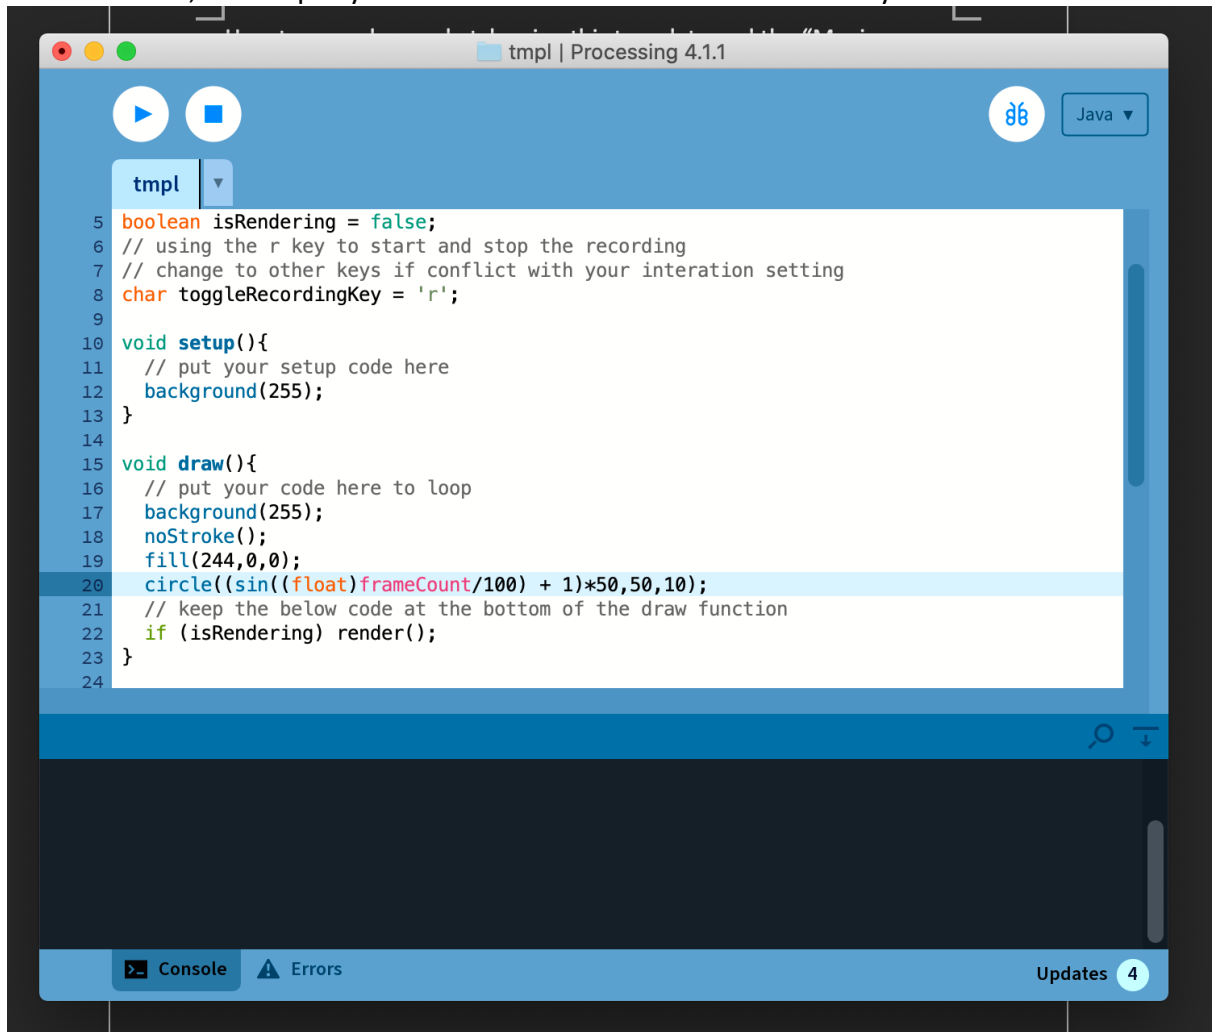 tmpl | Processing 4.1.1
Java ▼
tmpl ▼
5 boolean isRendering = false;
6 // using the r key to start and stop the recording
7 // change to other keys if conflict with your interation setting
8 char toggleRecordingKey = 'r';
9
10 void setup(){
11 // put your setup code here
12 background(255);
13 }
14
15 void draw(){
16 // put your code here to loop
17 background(255);
18 noStroke();
19 fill(244,0,0);
20 circle((sin((float)frameCount/100) + 1)*50,50,10);
21 // keep the below code at the bottom of the draw function
22 if (isRendering) render();
23 }
24
Console Errors
Updates 4